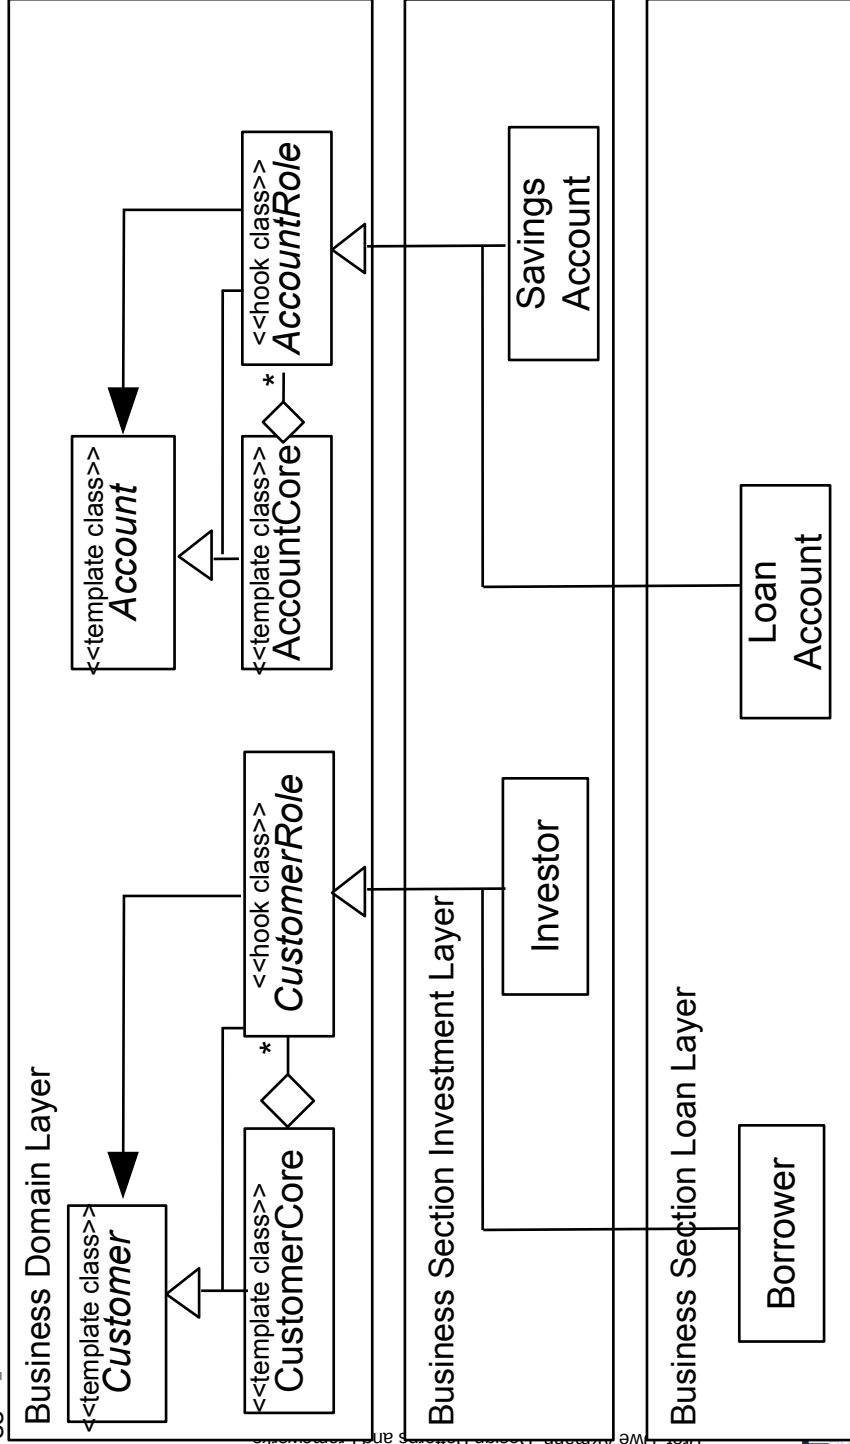 Business Domain Layer
<<template class>>
Customer
<<hook class>>
CustomerRole
*
<<template class>>
CustomerCore
<<template class>>
Account
<<hook class>>
AccountRole
*
<<template class>>
AccountCore
Business Section Investment Layer
Investor
Savings
Account
Business Section Loan Layer
Borrower
Loan
Account